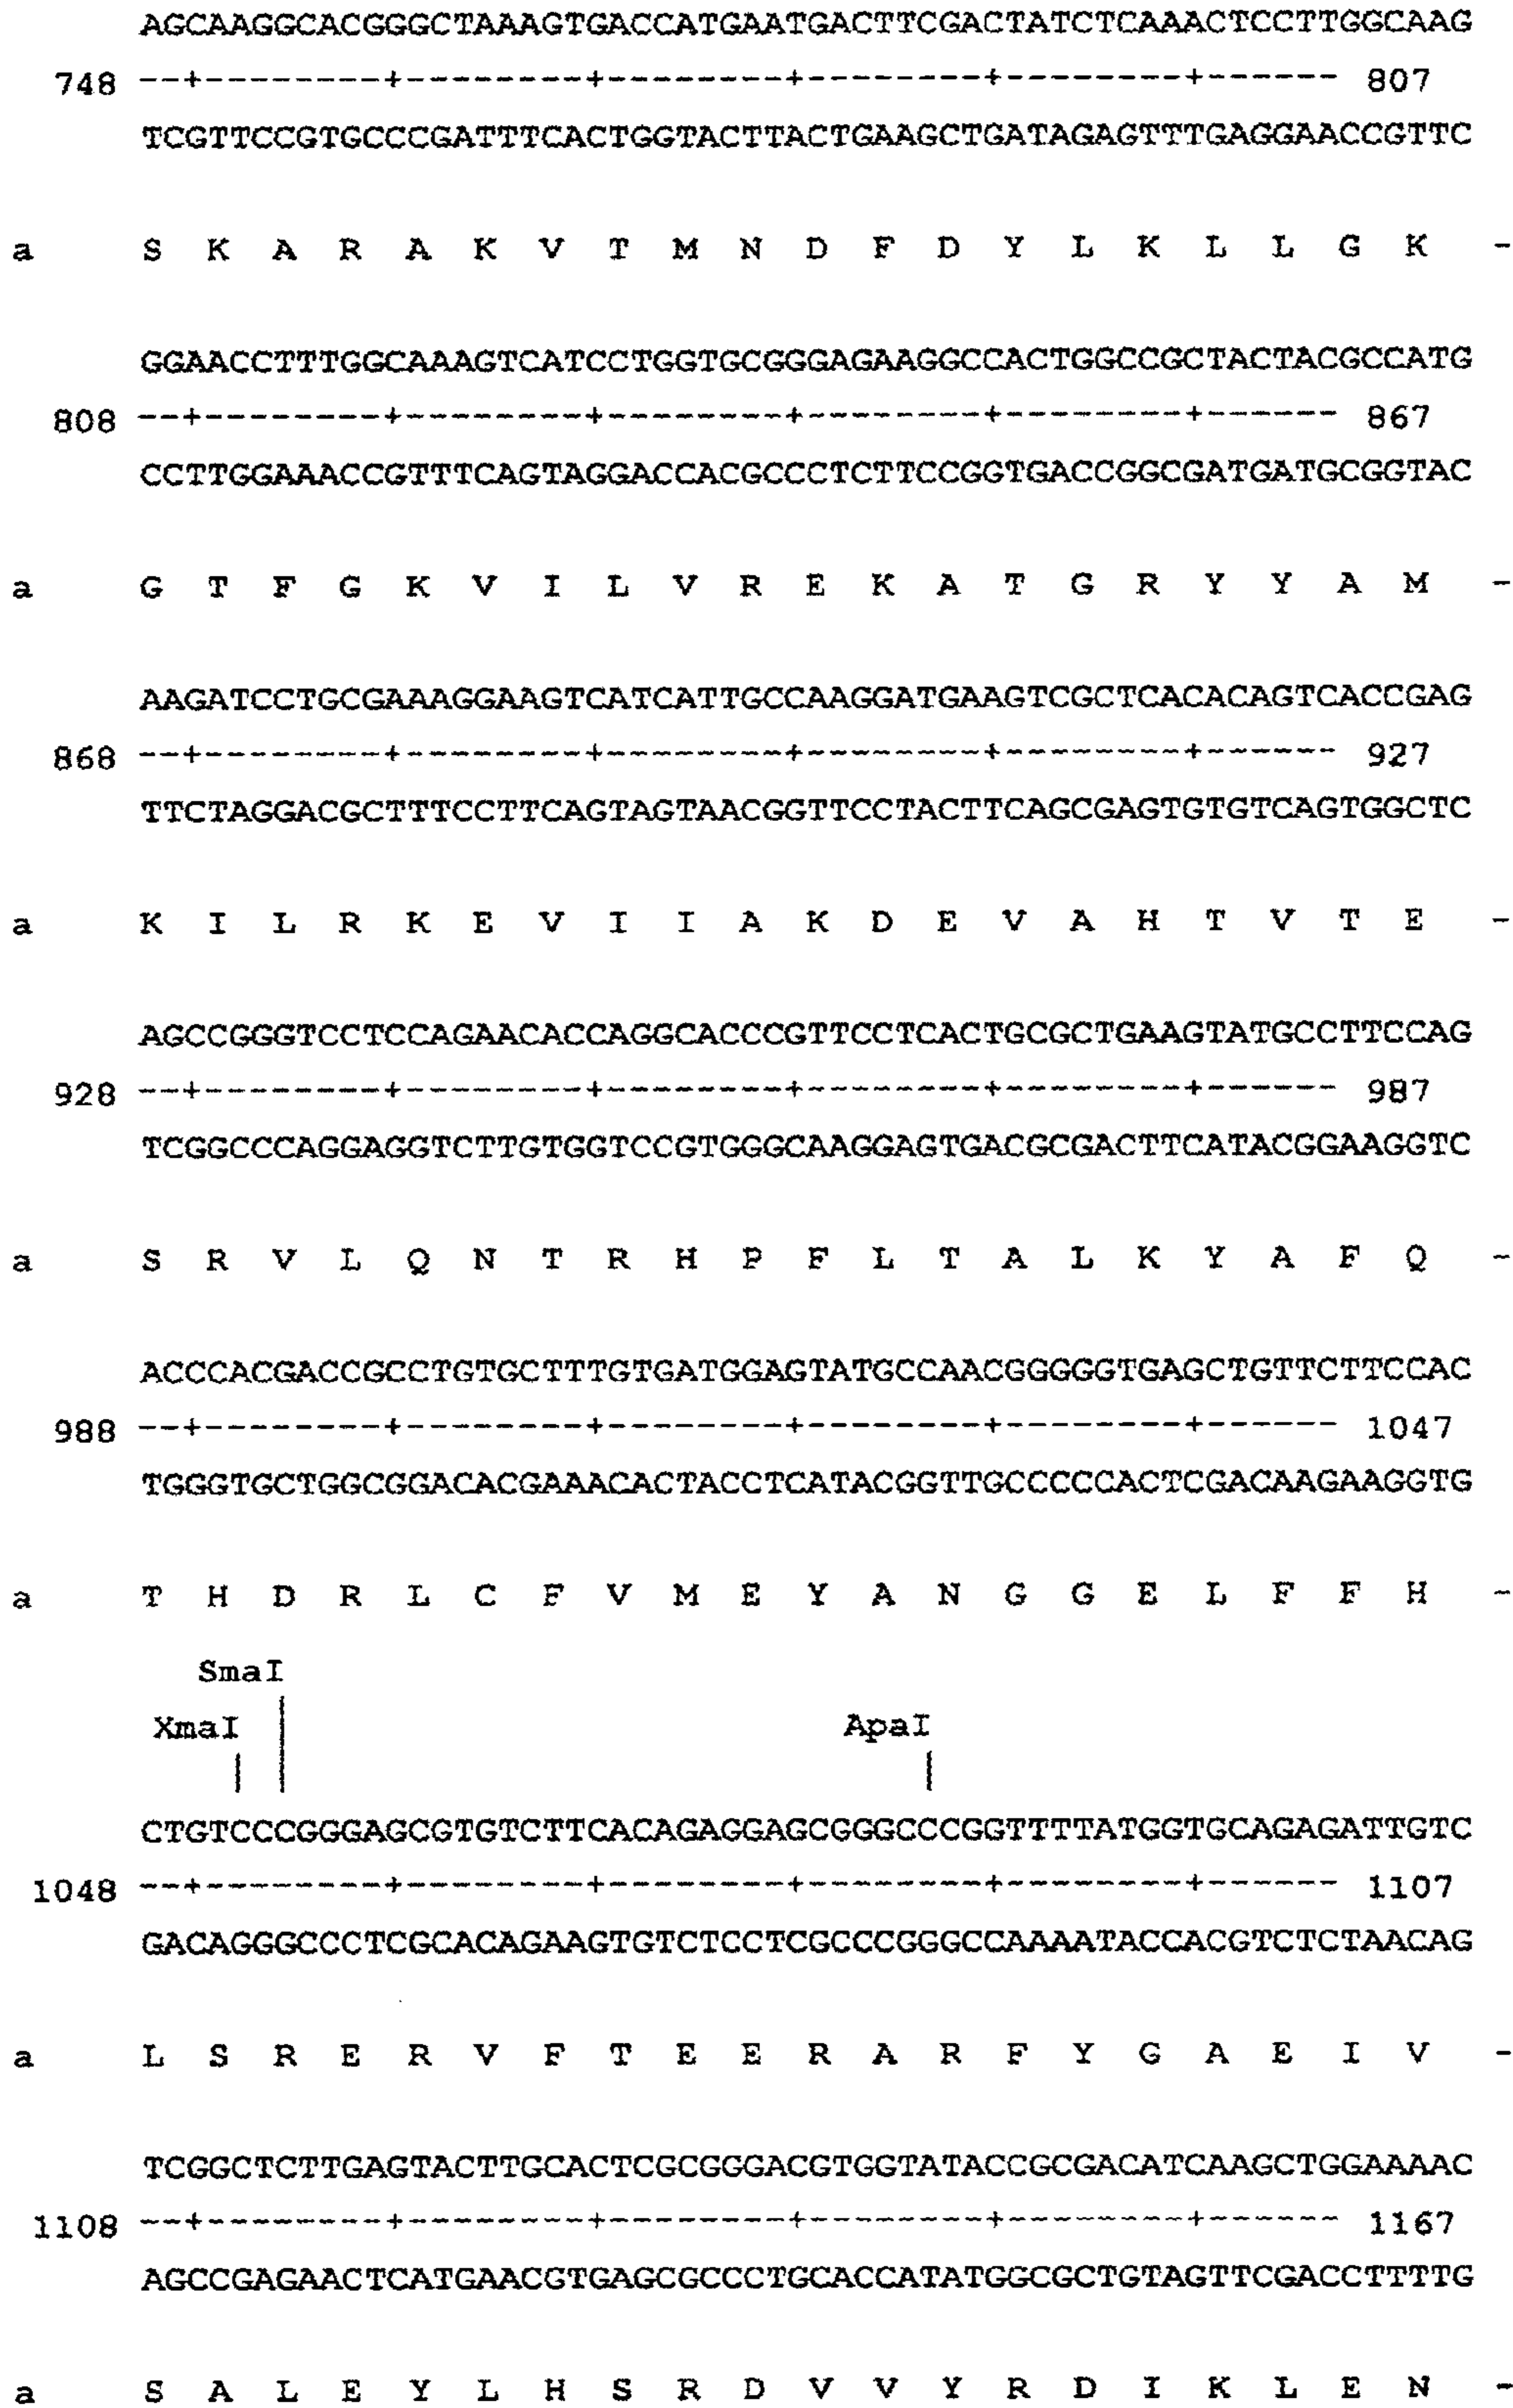 AGCAAGGCACGGGCTAAAGTGACCATGAATGACTTCGACTATCTCAAACTCCTTGGCAAG
748 --+---------+---------+---------+---------+---------+------ 807
TCGTTCCGTGCCCGATTTCACTGGTACTTACTGAAGCTGATAGAGTTTGAGGAACCGTTC
a S K A R A K V T M N D F D Y L K L L G K -
GGAACCTTTGGCAAAGTCATCCTGGTGCGGGAGAAGGCCACTGGCCGCTACTACGCCATG
808 --+---------+---------+---------+---------+---------+------ 867
CCTTGGAAACCGTTTCAGTAGGACCACGCCCTCTTCCGGTGACCGGCGATGATGCGGTAC
a G T F G K V I L V R E K A T G R Y Y A M -
AAGATCCTGCGAAAGGAAGTCATCATTGCCAAGGATGAAGTCGCTCACACAGTCACCGAG
868 --+---------+---------+---------+---------+---------+------ 927
TTCTAGGACGCTTTCCTTCAGTAGTAACGGTTCCTACTTCAGCGAGTGTGTCAGTGGCTC
a K I L R K E V I I A K D E V A H T V T E -
AGCCGGGTCCTCCAGAACACCAGGCACCCGTTCCTCACTGCGCTGAAGTATGCCTTCCAG
928 --+---------+---------+---------+---------+---------+------ 987
TCGGCCCAGGAGGTCTTGTGGTCCGTGGGCAAGGAGTGACGCGACTTCATACGGAAGGTC
a S R V L Q N T R H P F L T A L K Y A F Q -
ACCCACGACCGCCTGTGCTTTGTGATGGAGTATGCCAACGGGGGTGAGCTGTTCTTCCAC
988 --+---------+---------+---------+---------+---------+------ 1047
TGGGTGCTGGCGGACACGAAACACTACCTCATACGGTTGCCCCCACTCGACAAGAAGGTG
a T H D R L C F V M E Y A N G G E L F F H -
SmaI
XmaI ApaI
CTGTCCCGGGAGCGTGTCTTCACAGAGGAGCGGGCCCGGTTTTATGGTGCAGAGATTGTC
1048 --+---------+---------+---------+---------+---------+------ 1107
GACAGGGCCCTCGCACAGAAGTGTCTCCTCGCCCGGGCCAAAATACCACGTCTCTAACAG
a L S R E R V F T E E R A R F Y G A E I V -
TCGGCTCTTGAGTACTTGCACTCGCGGGACGTGGTATACCGCGACATCAAGCTGGAAAAC
1108 --+---------+---------+---------+---------+---------+------ 1167
AGCCGAGAACTCATGAACGTGAGCGCCCTGCACCATATGGCGCTGTAGTTCGACCTTTTG
a S A L E Y L H S R D V V Y R D I K L E N -